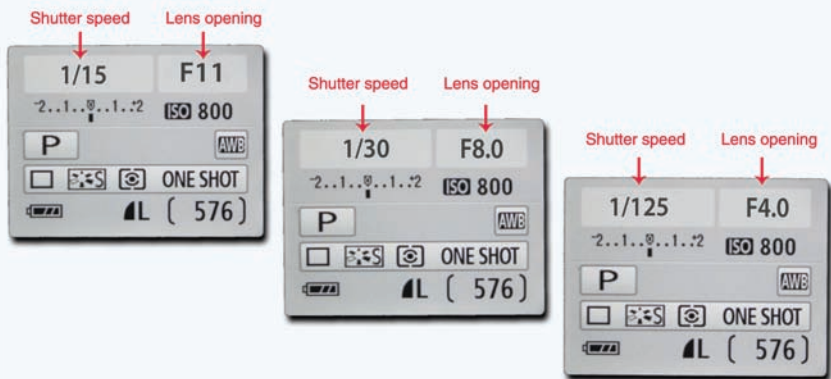 Shutter speed Lens opening
1/15 F11
-2..1..0..1..+2 ISO 800
P AWB
S ONE SHOT
L [ 576]
Shutter speed Lens opening
1/30 F8.0
-2..1..0..1..+2 ISO 800
P AWB
S ONE SHOT
L [ 576]
Shutter speed Lens opening
1/125 F4.0
-2..1..0..1..+2 ISO 800
P AWB
S ONE SHOT
L [ 576]